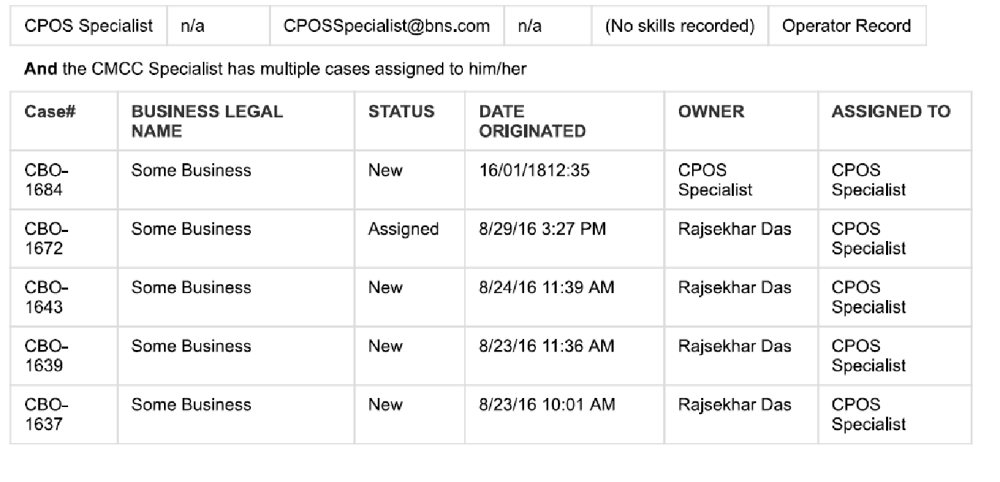 CPOS Specialist n/a CPOSSpecialist@bns.com n/a (No skills recorded) Operator Record
And the CMCC Specialist has multiple cases assigned to him/her
Case# BUSINESS LEGAL STATUS DATE OWNER ASSIGNED TO
NAME ORIGINATED
CBO- Some Business New 16/01/1812:35 CPOS CPOS
1684 Specialist Specialist
CBO- Some Business Assigned 8/29/16 3:27 PM Rajsekhar Das CPOS
1672 Specialist
CBO- Some Business New 8/24/16 11:39 AM Rajsekhar Das CPOS
1643 Specialist
CBO- Some Business New 8/23/16 11:36 AM Rajsekhar Das CPOS
1639 Specialist
CBO- Some Business New 8/23/16 10:01 AM Rajsekhar Das CPOS
1637 Specialist